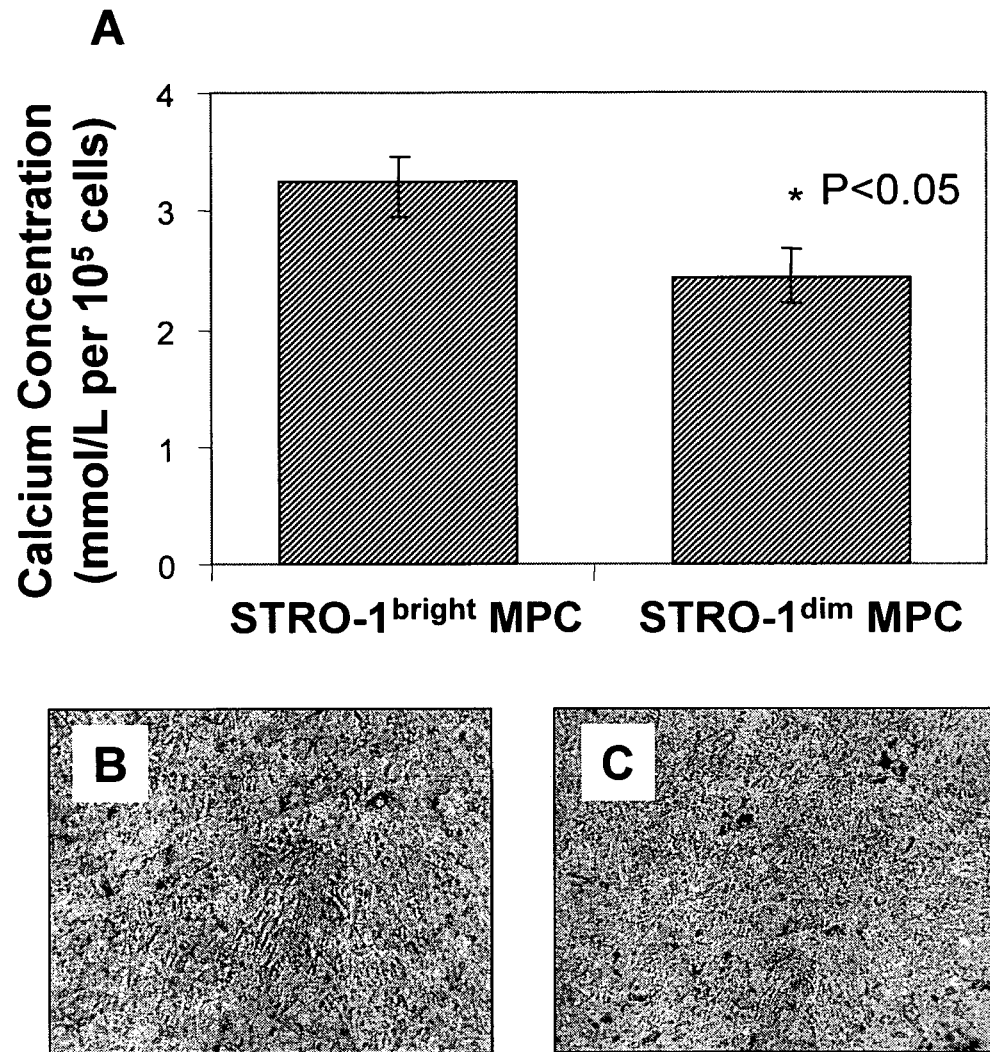 A
Calcium Concentration
(mmol/L per 10⁵ cells)
4
3
2
1
0
* P<0.05
STRO-1ᵇʳⁱᵍʰᵗ MPC
STRO-1ᵈⁱᵐ MPC
B
C